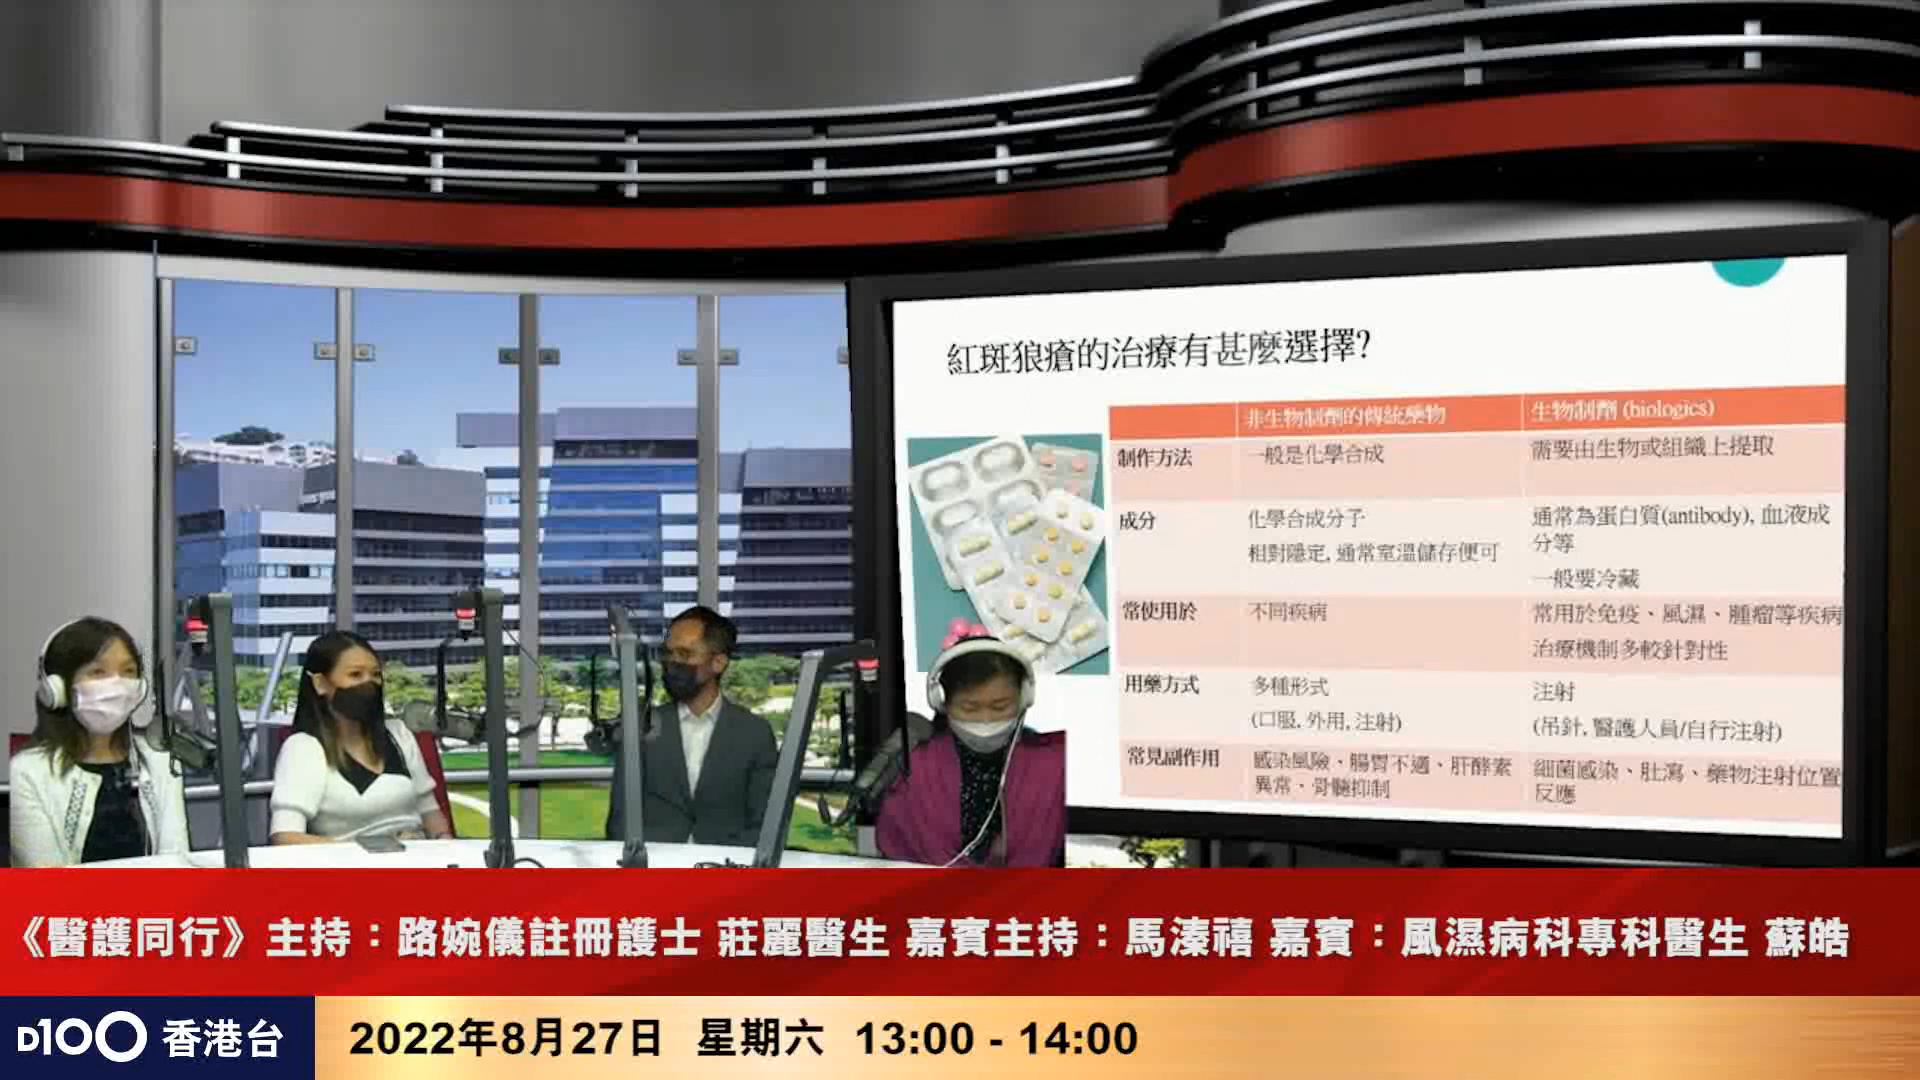 紅斑狼瘡的治療有甚麼選擇?
非生物制劑的傳統藥物 生物制劑 (biologics)
制作方法 一般是化學合成 需要由生物或組織上提取
成分 化學合成分子 通常為蛋白質(antibody), 血液成
相對隱定, 通常室溫儲存便可 分等
一般要冷藏
常使用於 不同疾病 常用於免疫、風濕、腫瘤等疾病
治療機制多較針對性
用藥方式 多種形式 注射
(口服, 外用, 注射) (吊針, 醫護人員/自行注射)
常見副作用 感染風險、腸胃不適、肝酵素 細菌感染、肚瀉、藥物注射位置
異常、骨髓抑制 反應
《醫護同行》主持：路婉儀註冊護士 莊麗醫生 嘉賓主持：馬溱禧 嘉賓：風濕病科專科醫生 蘇皓
D100 香港台 2022年8月27日 星期六 13:00 - 14:00